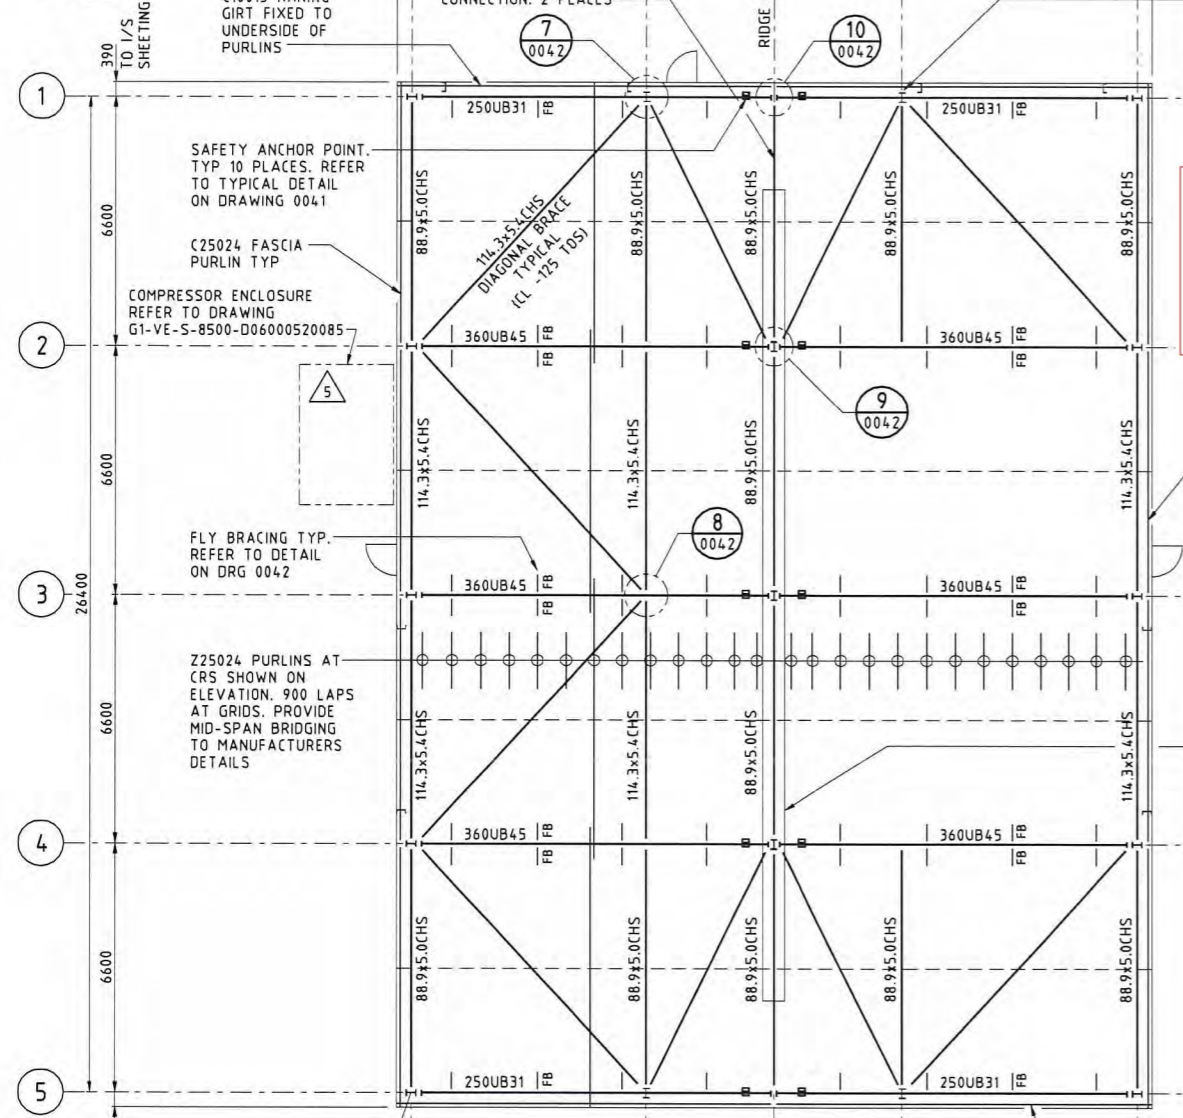 GIRT FIXED TO
UNDERSIDE OF
PURLINS
CONNECTION. 2 PLACES
390
TO I/S
SHEETING
RIDGE
7
0042
10
0042
1
250UB31
FB
250UB31
FB
SAFETY ANCHOR POINT.
TYP 10 PLACES. REFER
TO TYPICAL DETAIL
ON DRAWING 0041
6600
88.9x5.0CHS
114.3x5.4CHS
DIAGONAL BRACE
TYPICAL
(CL -125 TOS)
88.9x5.0CHS
88.9x5.0CHS
88.9x5.0CHS
88.9x5.0CHS
C25024 FASCIA
PURLIN TYP
COMPRESSOR ENCLOSURE
REFER TO DRAWING
G1-VE-S-8500-D06000520085
2
360UB45
FB
FB
360UB45
FB
FB
5
9
0042
6600
114.3x5.4CHS
114.3x5.4CHS
88.9x5.0CHS
114.3x5.4CHS
8
0042
FLY BRACING TYP.
REFER TO DETAIL
ON DRG 0042
3
26400
360UB45
FB
FB
360UB45
FB
FB
Z25024 PURLINS AT
CRS SHOWN ON
ELEVATION. 900 LAPS
AT GRIDS. PROVIDE
MID-SPAN BRIDGING
TO MANUFACTURERS
DETAILS
6600
114.3x5.4CHS
114.3x5.4CHS
88.9x5.0CHS
114.3x5.4CHS
4
360UB45
FB
FB
360UB45
FB
FB
6600
88.9x5.0CHS
88.9x5.0CHS
88.9x5.0CHS
88.9x5.0CHS
88.9x5.0CHS
5
250UB31
FB
250UB31
FB